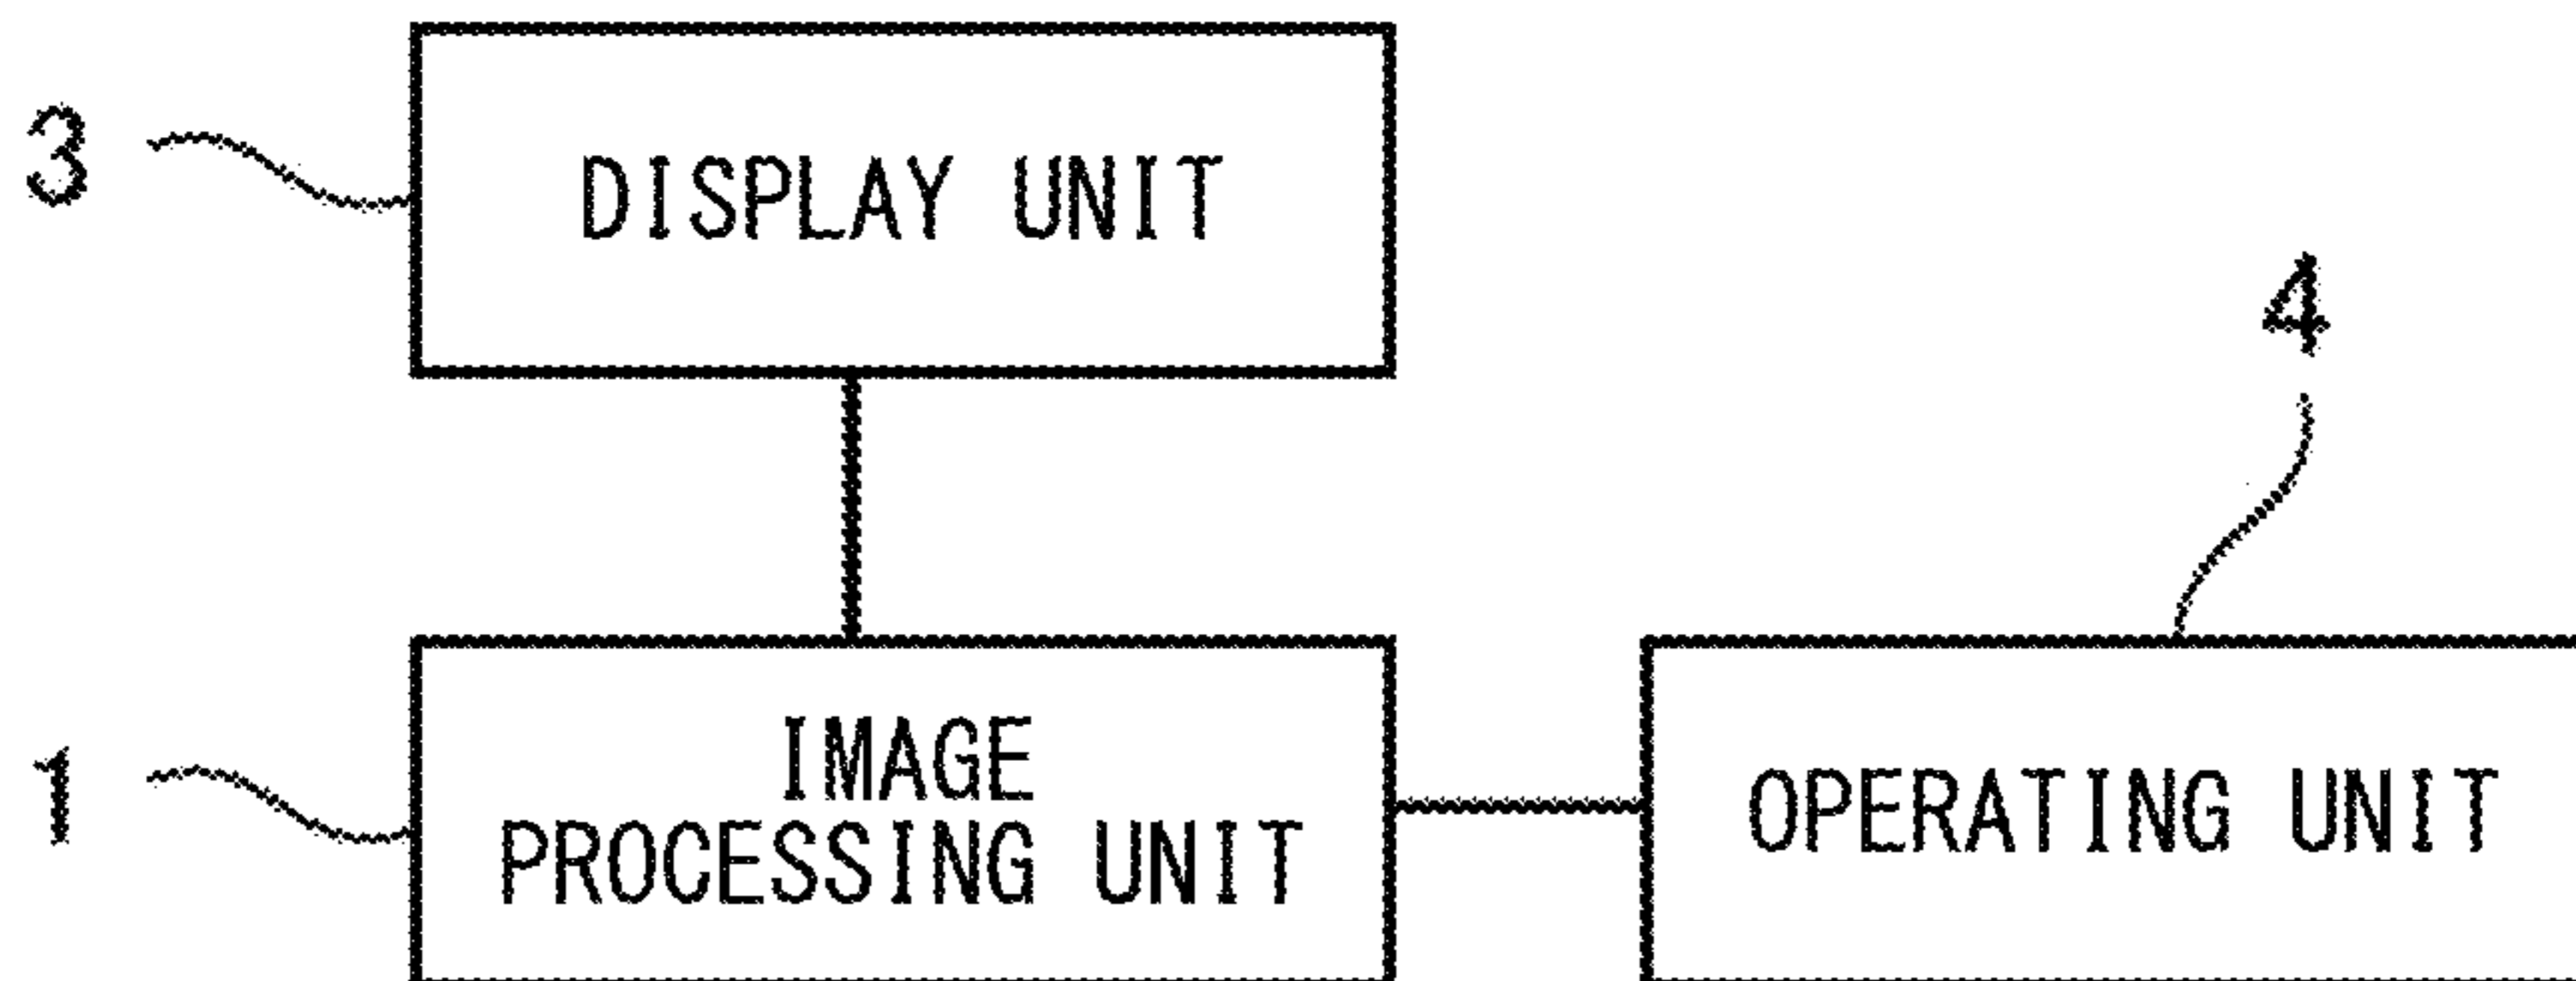 3
DISPLAY UNIT
4
1
IMAGE
PROCESSING UNIT
OPERATING UNIT